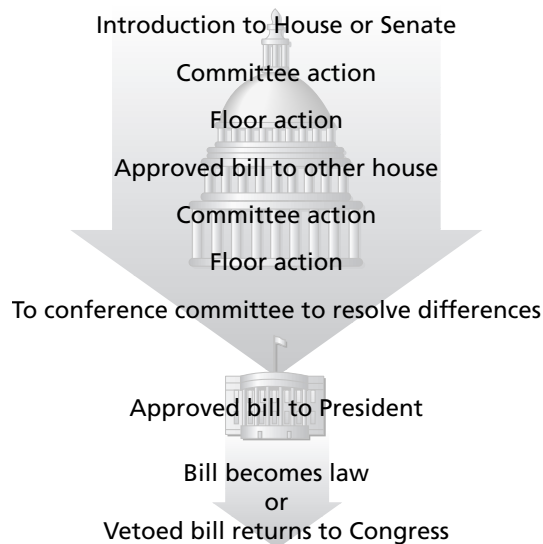 Introduction to House or Senate
Committee action
Floor action
Approved bill to other house
Committee action
Floor action
To conference committee to resolve differences
Approved bill to President
Bill becomes law
or
Vetoed bill returns to Congress